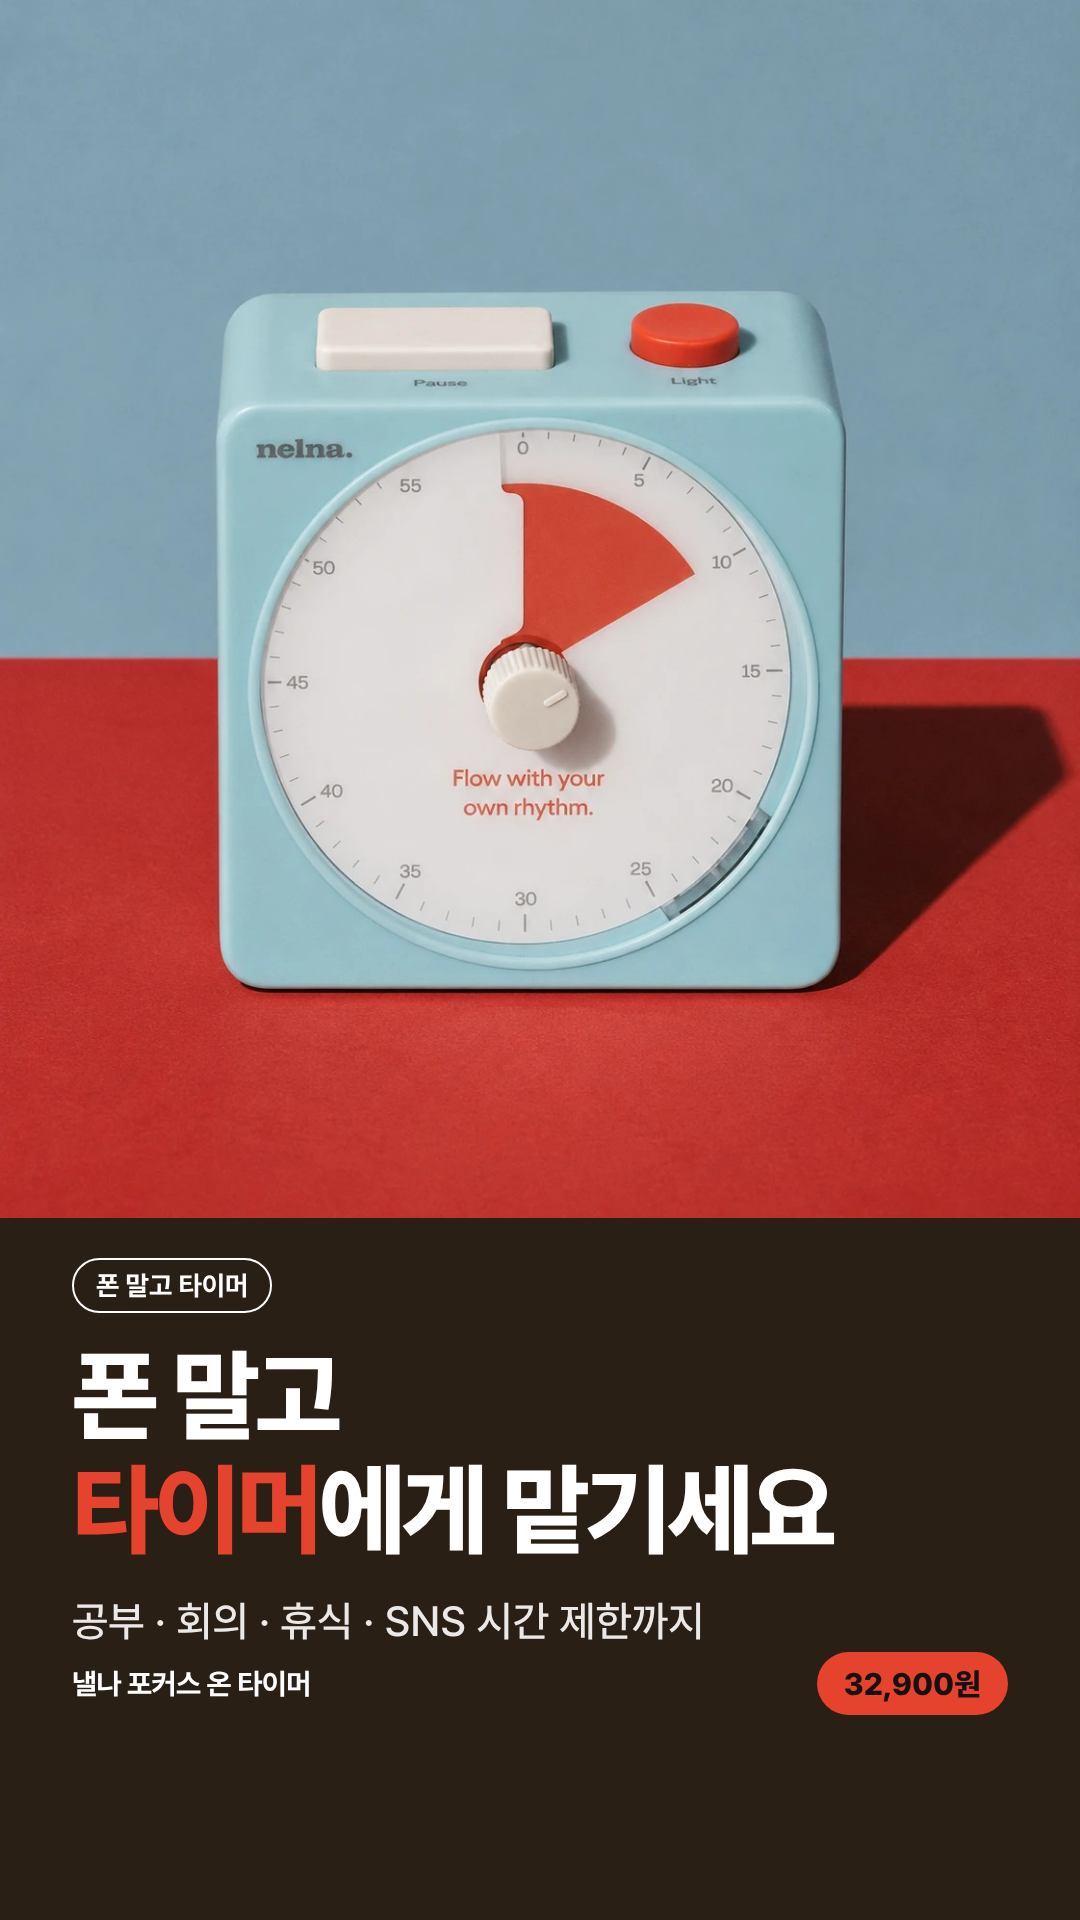 Pause
Light
nelna.
0
5
10
15
20
25
30
35
40
45
50
55
Flow with your
own rhythm.
폰 말고 타이머
폰 말고
타이머에게 맡기세요
공부 · 회의 · 휴식 · SNS 시간 제한까지
낼나 포커스 온 타이머
32,900원